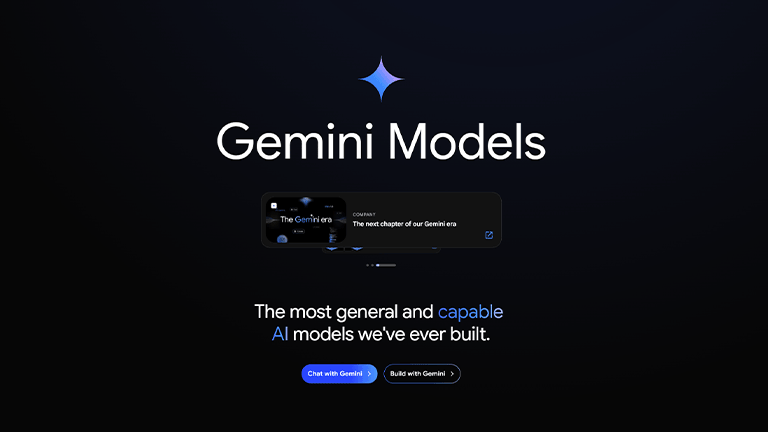 Gemini Models
The Gemini era
COMPANY
The next chapter of our Gemini era
The most general and capable
AI models we've ever built.
Chat with Gemini
Build with Gemini